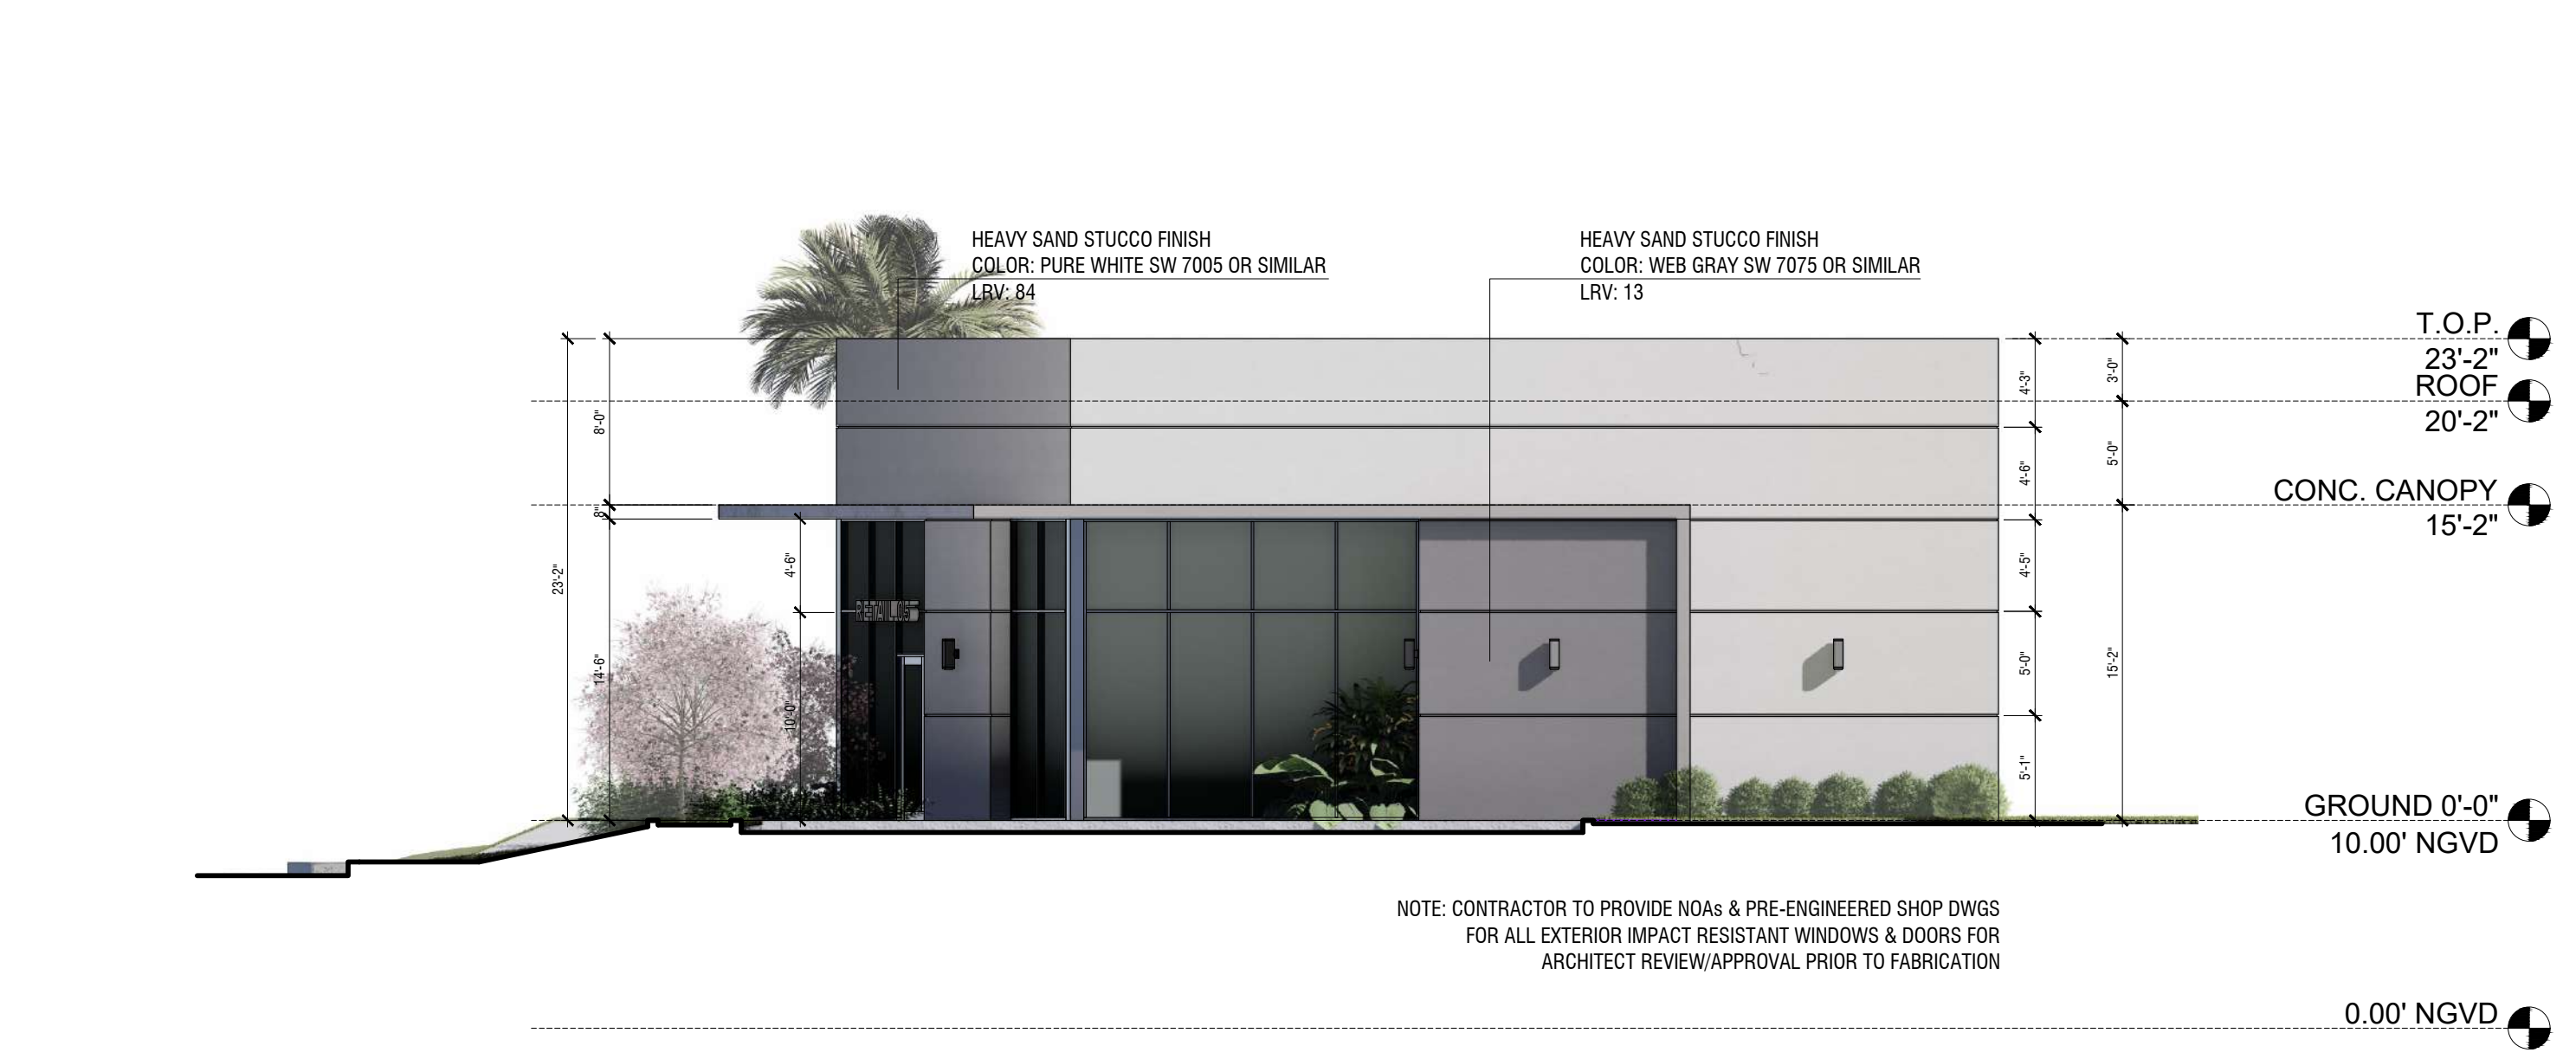 HEAVY SAND STUCCO FINISH
COLOR: PURE WHITE SW 7005 OR SIMILAR
LRV: 84
HEAVY SAND STUCCO FINISH
COLOR: WEB GRAY SW 7075 OR SIMILAR
LRV: 13
T.O.P.
23'-2"
ROOF
20'-2"
CONC. CANOPY
15'-2"
GROUND 0'-0"
10.00' NGVD
0.00' NGVD
23'-2"
8'-0"
8"
14'-6"
4'-6"
10'-0"
4'-3"
4'-6"
4'-5"
5'-0"
5'-1"
3'-0"
5'-0"
15'-2"
NOTE: CONTRACTOR TO PROVIDE NOAs & PRE-ENGINEERED SHOP DWGS
FOR ALL EXTERIOR IMPACT RESISTANT WINDOWS & DOORS FOR
ARCHITECT REVIEW/APPROVAL PRIOR TO FABRICATION